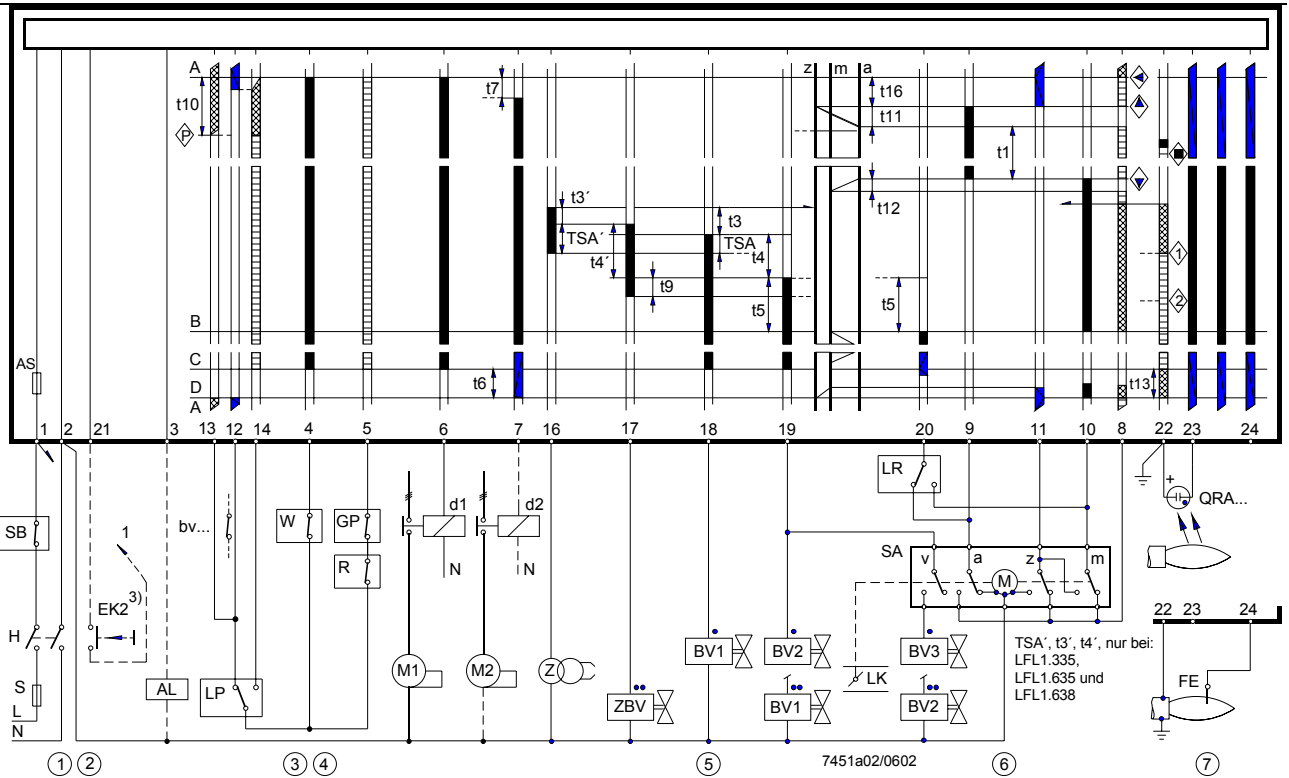 A t7 z m a
t10 t16
t11
P
t1
t12
t3´ t3
TSA´ TSA
t4´ t4
t9
1
2
t5 t5
B
C
AS t6 t13
D
A
1 2 21 3 13 12 14 4 5 6 7 16 17 18 19 20 9 11 10 8 22 23 24
SB 1 bv... W GP d1 d2 LR + QRA...
R N N SA v a z m
M
H EK2 3)
22 23 24
S AL LP M1 M2 Z BV1 BV2 BV3
L
N
ZBV BV1 LK BV2 FE
TSA´, t3´, t4´, nur bei:
LFL1.335,
LFL1.635 und
LFL1.638
1 2 3 4 5 7451a02/0602 6 7